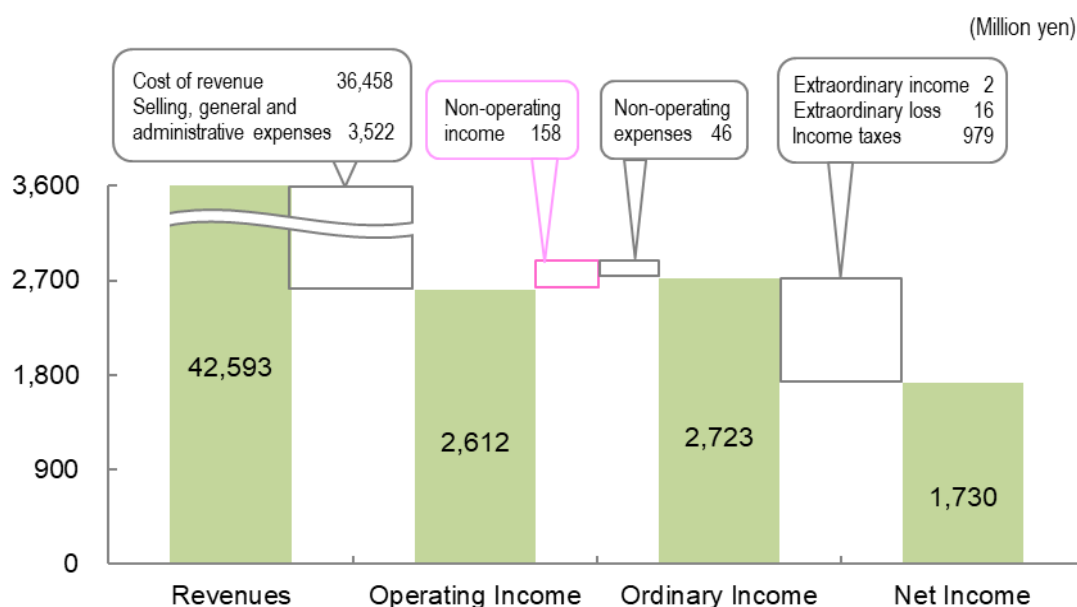 (Million yen)
Cost of revenue 36,458
Selling, general and
administrative expenses 3,522
Non-operating
income 158
Non-operating
expenses 46
Extraordinary income 2
Extraordinary loss 16
Income taxes 979
3,600
2,700
1,800
900
0
42,593
2,612
2,723
1,730
Revenues
Operating Income
Ordinary Income
Net Income